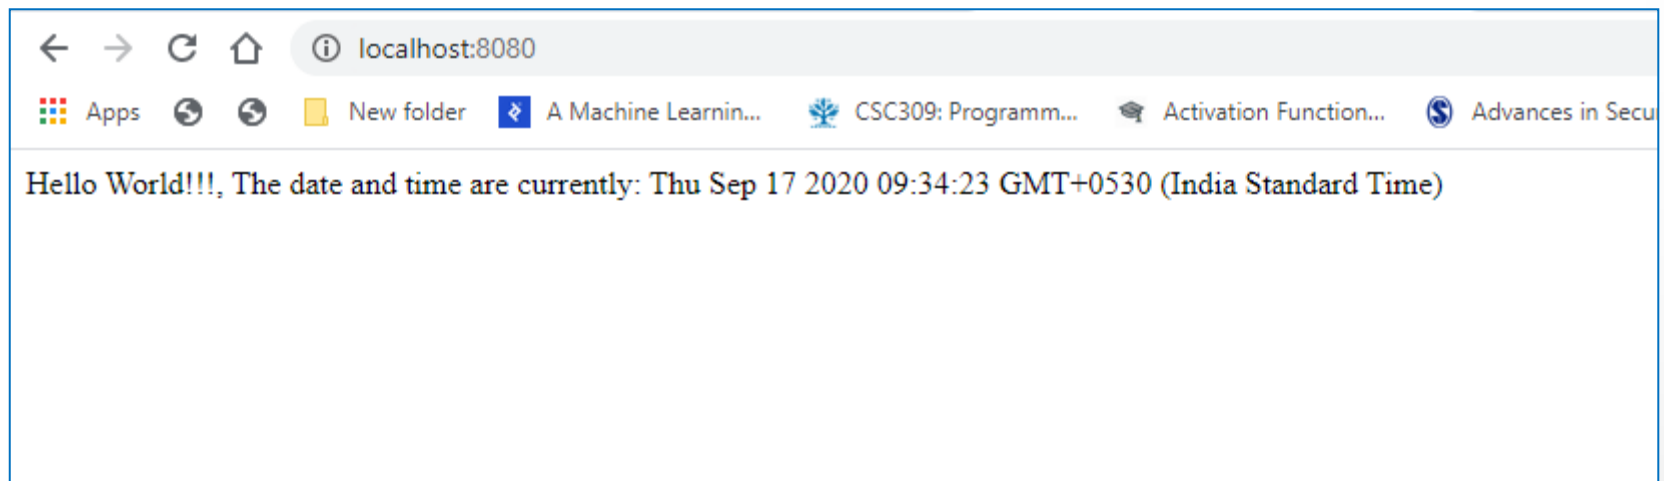 localhost:8080
Apps New folder A Machine Learnin... CSC309: Programm... Activation Function... Advances in Secu
Hello World!!!, The date and time are currently: Thu Sep 17 2020 09:34:23 GMT+0530 (India Standard Time)